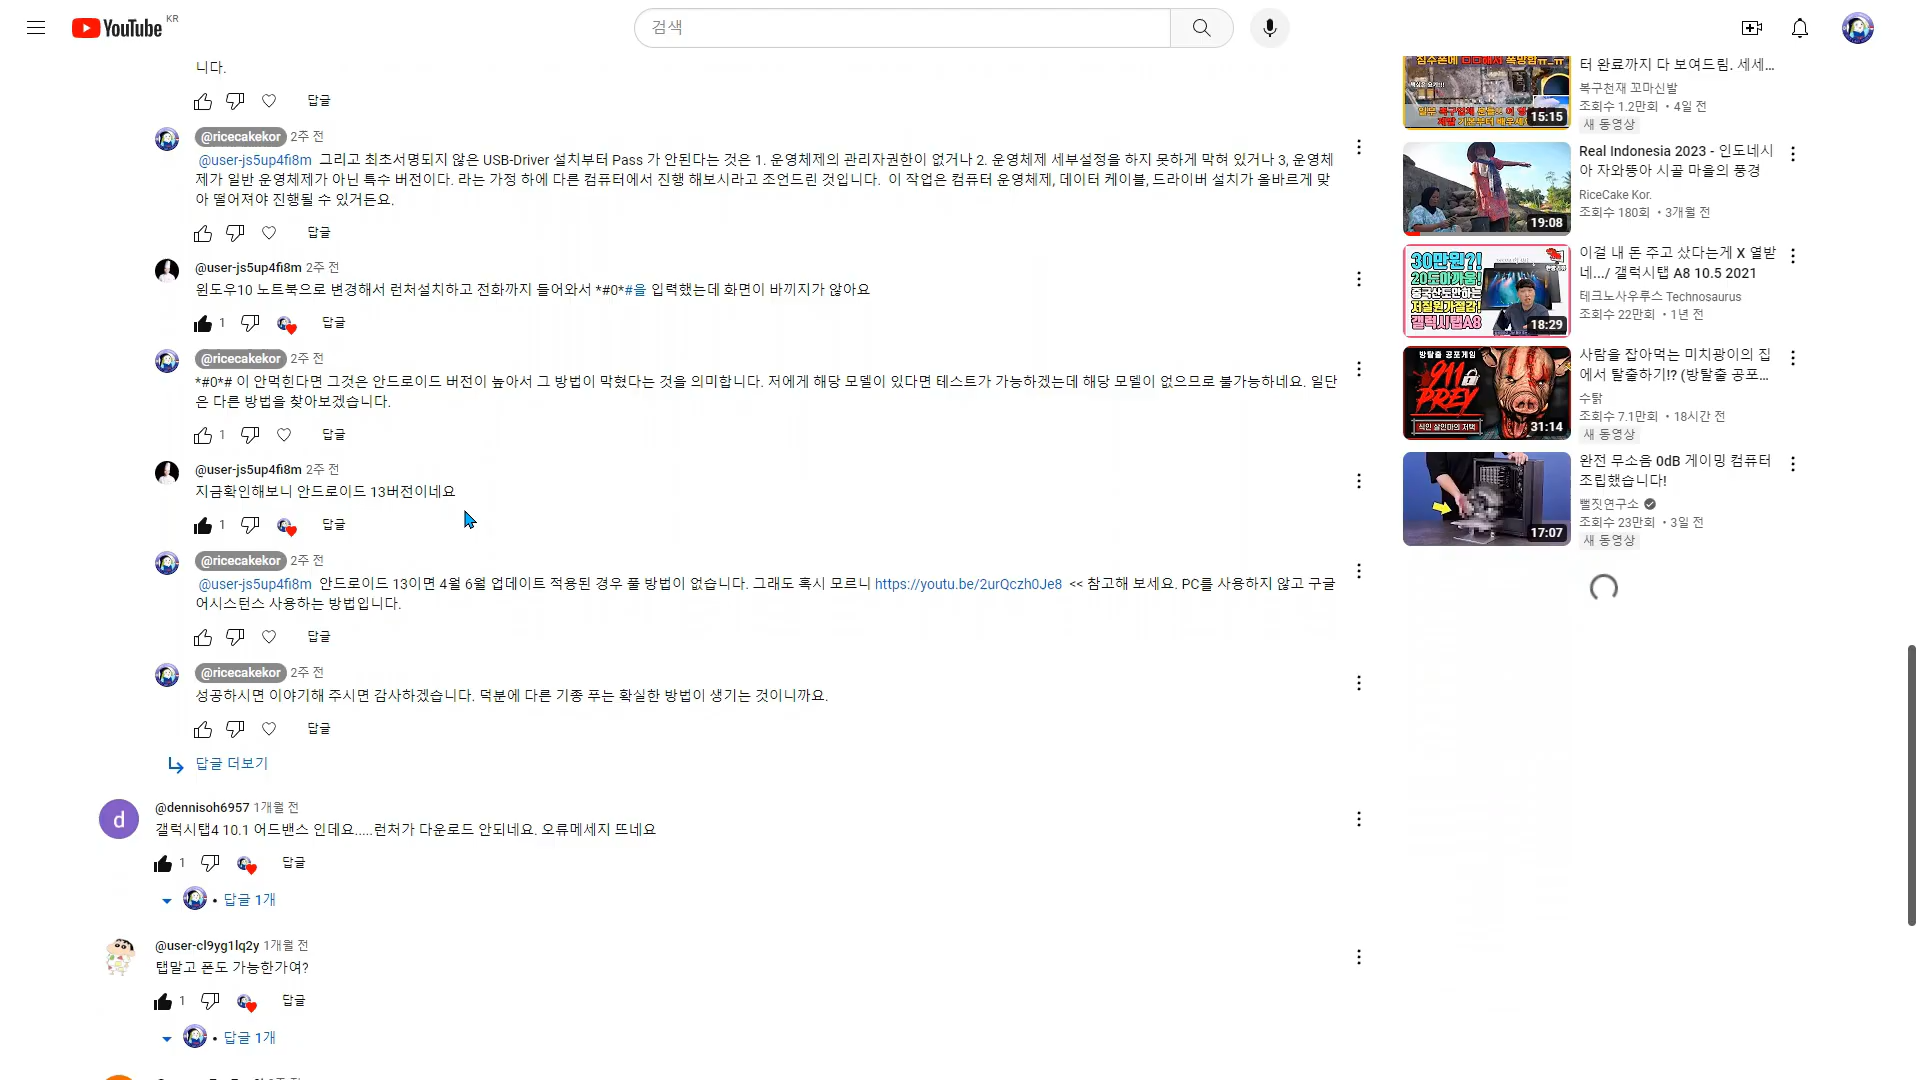 YouTube KR
검색
니다.
답글
@ricecakekor 2주 전
@user-js5up4fi8m 그리고 최초서명되지 않은 USB-Driver 설치부터 Pass 가 안된다는 것은 1. 운영체제의 관리자권한이 없거나 2. 운영체제 세부설정을 하지 못하게 막혀 있거나 3, 운영체
제가 일반 운영체제가 아닌 특수 버전이다. 라는 가정 하에 다른 컴퓨터에서 진행 해보시라고 조언드린 것입니다. 이 작업은 컴퓨터 운영체제, 데이터 케이블, 드라이버 설치가 올바르게 맞
아 떨어져야 진행될 수 있거든요.
답글
@user-js5up4fi8m 2주 전
윈도우10 노트북으로 변경해서 런처설치하고 전화까지 들어와서 *#0*#을 입력했는데 화면이 바끼지가 않아요
1 답글
@ricecakekor 2주 전
*#0*# 이 안먹힌다면 그것은 안드로이드 버전이 높아서 그 방법이 막혔다는 것을 의미합니다. 저에게 해당 모델이 있다면 테스트가 가능하겠는데 해당 모델이 없으므로 불가능하네요. 일단
은 다른 방법을 찾아보겠습니다.
1 답글
@user-js5up4fi8m 2주 전
지금확인해보니 안드로이드 13버전이네요
1 답글
@ricecakekor 2주 전
@user-js5up4fi8m 안드로이드 13이면 4월 6월 업데이트 적용된 경우 풀 방법이 없습니다. 그래도 혹시 모르니 https://youtu.be/2urQczh0Je8 << 참고해 보세요. PC를 사용하지 않고 구글
어시스턴스 사용하는 방법입니다.
답글
@ricecakekor 2주 전
성공하시면 이야기해 주시면 감사하겠습니다. 덕분에 다른 기종 푸는 확실한 방법이 생기는 것이니까요.
답글
답글 더보기
d
@dennisoh6957 1개월 전
갤럭시탭4 10.1 어드밴스 인데요.....런처가 다운로드 안되네요. 오류메세지 뜨네요
1 답글
• 답글 1개
@user-cl9yg1lq2y 1개월 전
탭말고 폰도 가능한가여?
1 답글
• 답글 1개
15:15
터 완료까지 다 보여드림. 세세...
복구천재 꼬마신발
조회수 1.2만회 • 4일 전
새 동영상
19:08
Real Indonesia 2023 - 인도네시
아 자와뚱아 시골 마을의 풍경
RiceCake Kor.
조회수 180회 • 3개월 전
30만원?!
20도아까움!
중국산도안하는
저질원가절감!
갤럭시탭A8
18:29
이걸 내 돈 주고 샀다는게 X 열받
네.../ 갤럭시탭 A8 10.5 2021
테크노사우루스 Technosaurus
조회수 22만회 • 1년 전
방탈출 공포게임
911
PREY
식인 살인마의 저택
31:14
사람을 잡아먹는 미치광이의 집
에서 탈출하기!? (방탈출 공포...
수탉
조회수 7.1만회 • 18시간 전
새 동영상
17:07
완전 무소음 0dB 게이밍 컴퓨터
조립했습니다!
뻘짓연구소
조회수 23만회 • 3일 전
새 동영상